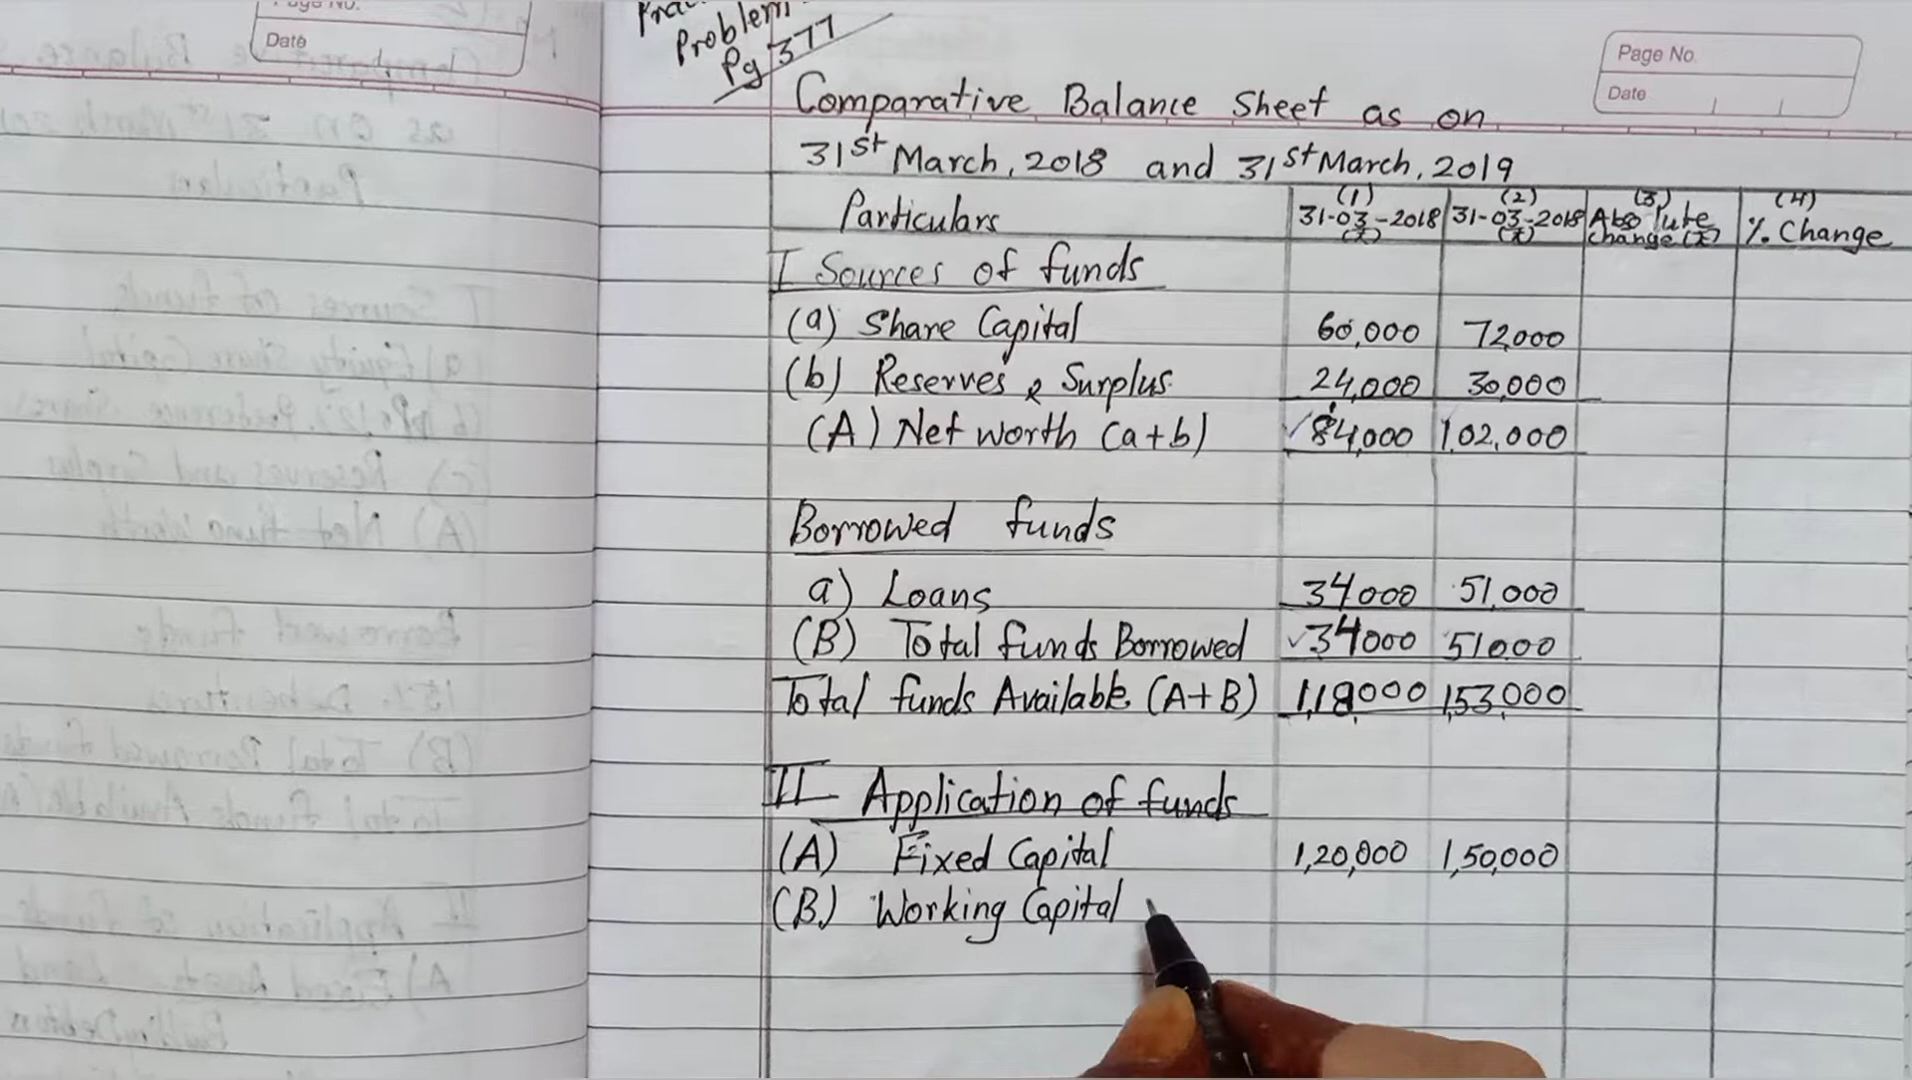 Date
Problem
Pg 377
Page No.
Date
Comparative Balance Sheet as on
31st March, 2018 and 31st March, 2019
Particulars
(1) 31-03-2018 (₹)
(2) 31-03-2018 (₹)
(3) Absolute Change (₹)
(4) % Change
I Sources of funds
(a) Share Capital 60,000 72,000
(b) Reserves & Surplus 24,000 30,000
(A) Net worth (a+b) 84,000 1,02,000
Borrowed funds
a) Loans 34000 51,000
(B) Total funds Borrowed 34000 51000
Total funds Available (A+B) 1,18,000 1,53,000
II Application of funds
(A) Fixed Capital 1,20,000 1,50,000
(B) Working Capital